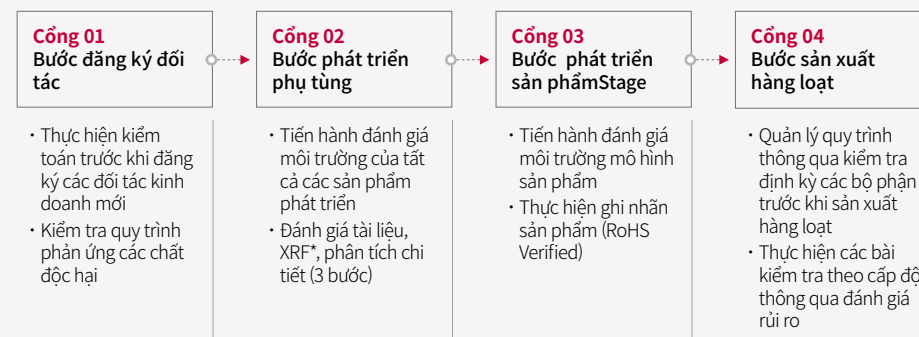 Cổng 01
Bước đăng ký đối
tác
Cổng 02
Bước phát triển
phụ tùng
Cổng 03
Bước phát triển
sản phẩmStage
Cổng 04
Bước sản xuất
hàng loạt
・Thực hiện kiểm
toán trước khi đăng
ký các đối tác kinh
doanh mới
・Kiểm tra quy trình
phản ứng các chất
độc hại
・Tiến hành đánh giá
môi trường của tất
cả các sản phẩm
phát triển
・Đánh giá tài liệu,
XRF*, phân tích chi
tiết (3 bước)
・Tiến hành đánh giá
môi trường mô hình
sản phẩm
・Thực hiện ghi nhãn
sản phẩm (RoHS
Verified)
・Quản lý quy trình
thông qua kiểm tra
định kỳ các bộ phận
trước khi sản xuất
hàng loạt
・Thực hiện các bài
kiểm tra theo cấp độ
thông qua đánh giá
rủi ro